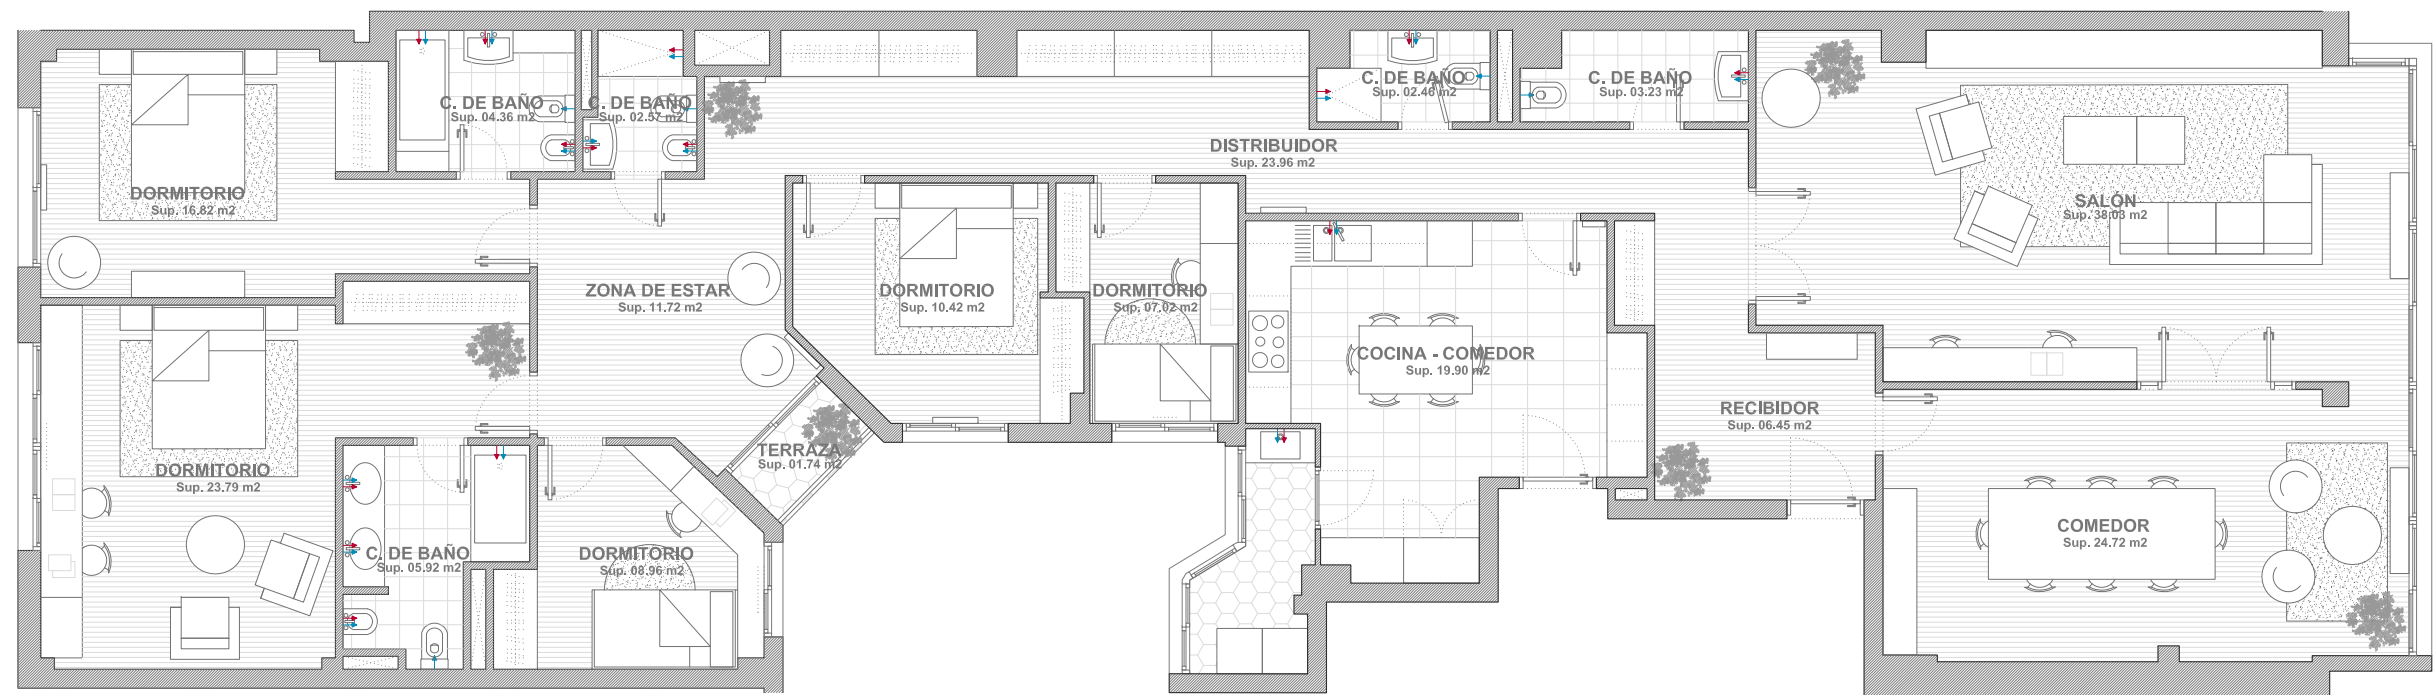 C. DE BAÑO
Sup. 04.36 m2
C. DE BAÑO
Sup. 02.57 m2
C. DE BAÑO
Sup. 02.46 m2
C. DE BAÑO
Sup. 03.23 m2
DISTRIBUIDOR
Sup. 23.96 m2
DORMITORIO
Sup. 16.82 m2
SALÓN
Sup. 38.03 m2
ZONA DE ESTAR
Sup. 11.72 m2
DORMITORIO
Sup. 10.42 m2
DORMITORIO
Sup. 07.02 m2
COCINA - COMEDOR
Sup. 19.90 m2
RECIBIDOR
Sup. 06.45 m2
TERRAZA
Sup. 01.74 m2
DORMITORIO
Sup. 23.79 m2
COMEDOR
Sup. 24.72 m2
C. DE BAÑO
Sup. 05.92 m2
DORMITORIO
Sup. 08.96 m2